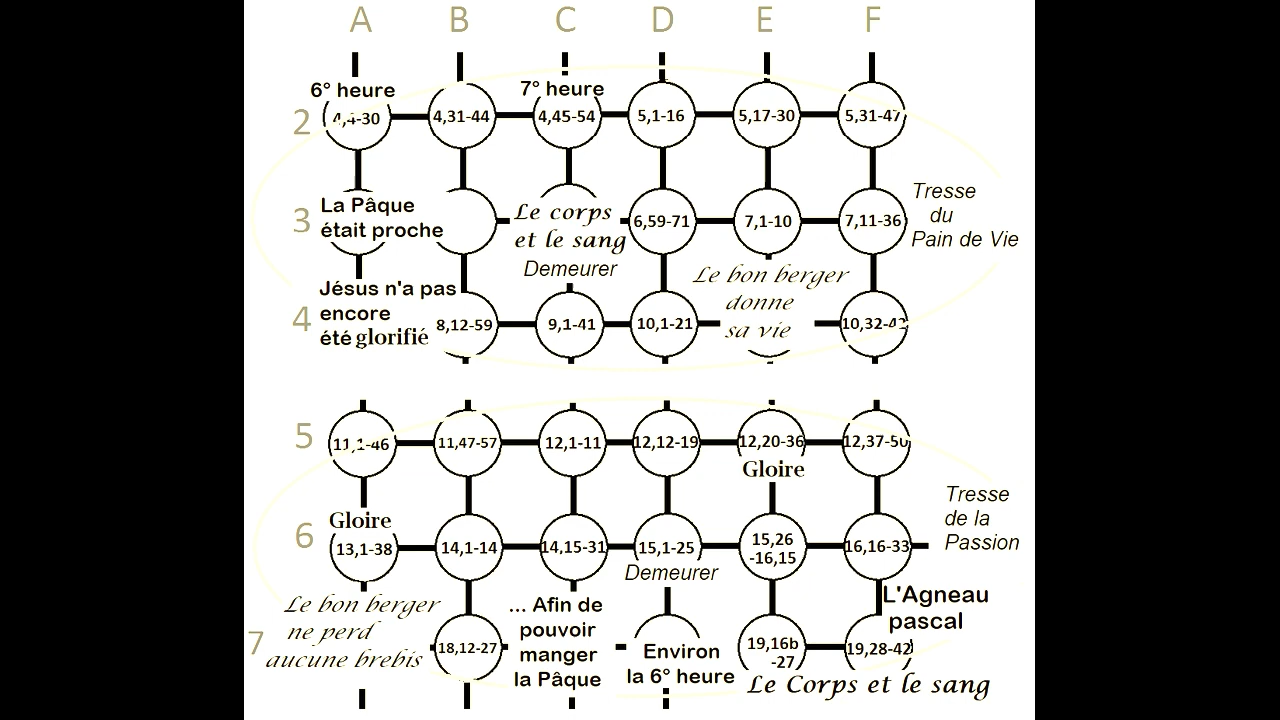 A B C D E F
6° heure 7° heure
2 4,4-30 4,31-44 4,45-54 5,1-16 5,17-30 5,31-47
3 La Pâque
était proche
Le corps
et le sang
Demeurer
6,59-71 7,1-10 7,11-36
Tresse
du
Pain de Vie
4 Jésus n'a pas
encore
été glorifié
8,12-59 9,1-41 10,1-21
Le bon berger
donne
sa vie
10,32-42
5 11,1-46 11,47-57 12,1-11 12,12-19 12,20-36 12,37-50
Gloire
6 Gloire
13,1-38 14,1-14 14,15-31 15,1-25
Demeurer
15,26
-16,15
16,16-33
Tresse
de la
Passion
7 Le bon berger
ne perd
aucune brebis
18,12-27
... Afin de
pouvoir
manger
la Pâque
Environ
la 6° heure
19,16b
-27
L'Agneau
pascal
19,28-42
Le Corps et le sang